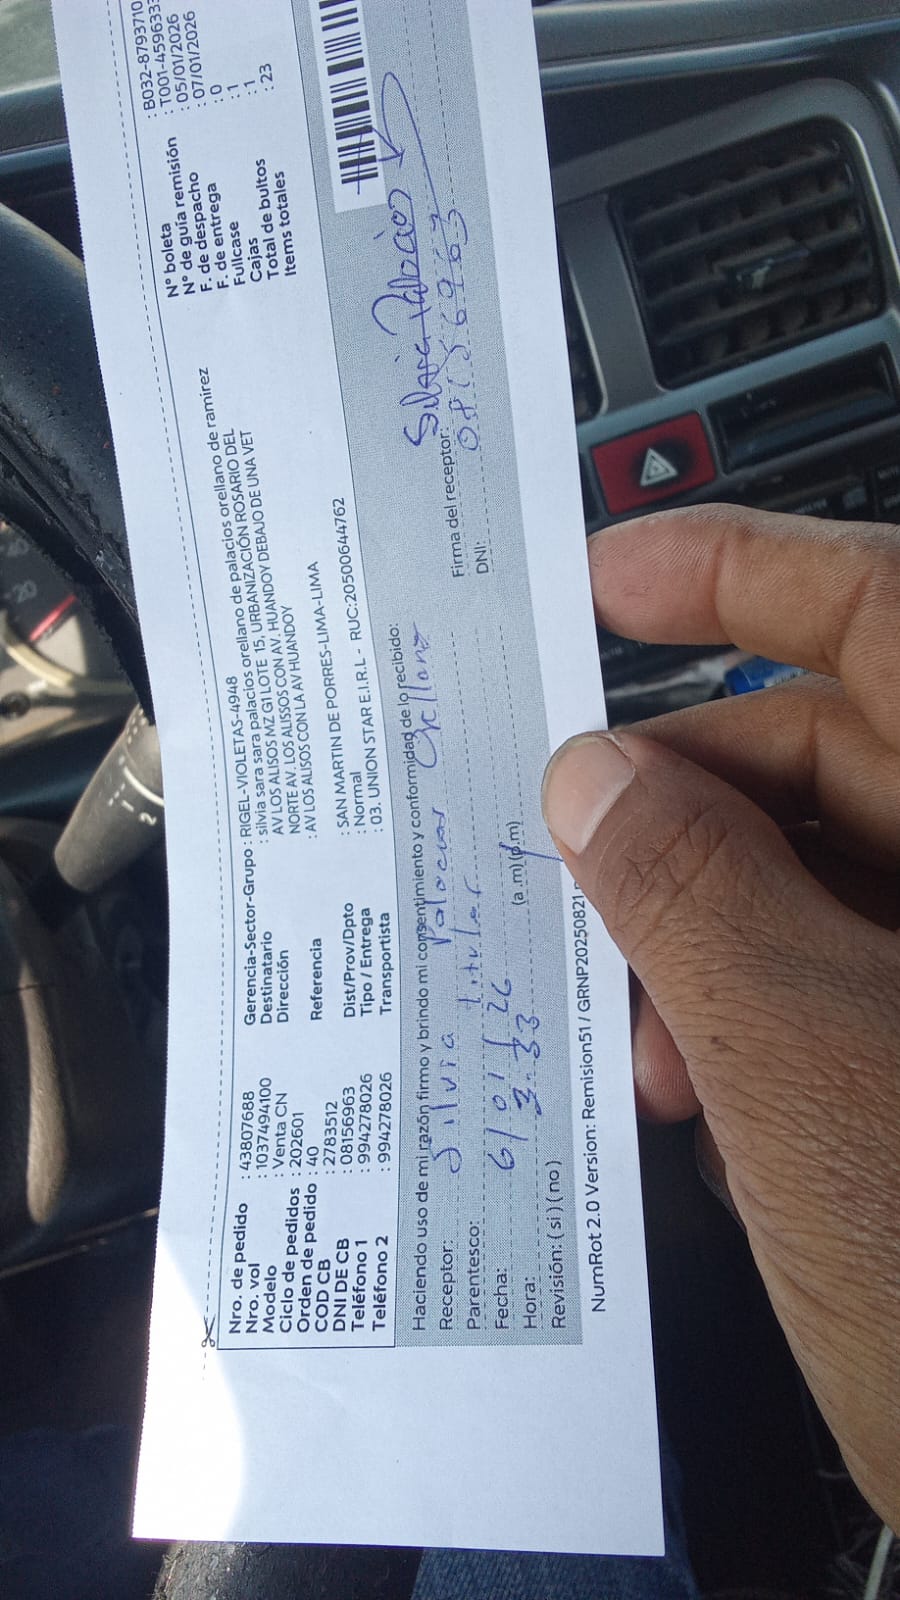 Nro. de pedido : 43807688
Nro. vol : 1037494100
Modelo : Venta CN
Ciclo de pedidos : 202601
Orden de pedido : 40
COD CB : 2783512
DNI DE CB : 08156963
Teléfono 1 : 994278026
Teléfono 2 : 994278026
Gerencia-Sector-Grupo : RIGEL-VIOLETAS-4948
Destinatario : silvia sara palacios orellano de palacios orellano de ramirez
Dirección : AV LOS ALISOS MZ G1 LOTE 15, URBANIZACIÓN ROSARIO DEL
NORTE AV. LOS ALISSOS CON AV. HUANDOY DEBAJO DE UNA VET
Referencia : AV LOS ALISOS CON LA AV HUANDOY
Dist/Prov/Dpto : SAN MARTIN DE PORRES-LIMA-LIMA
Tipo / Entrega : Normal
Transportista : 03. UNION STAR E.I.R.L - RUC:20500644762
N° boleta : B032-8793710
N° de guía remisión : T001-459633
F. de despacho : 05/01/2026
F. de entrega : 07/01/2026
Fullcase : 0
Cajas : 1
Total de bultos : 1
Items totales : 23
Haciendo uso de mi razón firmo y brindo mi consentimiento y conformidad de lo recibido:
Receptor: Silvia Palacios Orellano
Parentesco: titular
Fecha: 6/01/26
Hora: 3:33 (a.m)(p.m)
Revisión: (si)(no)
Firma del receptor: Silvia Palacios
DNI: 08156963
NumRot 2.0 Version: Remision51 / GRNP20250821